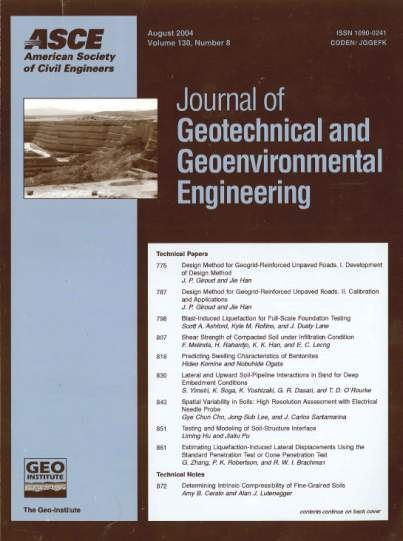 ASCE
American Society
of Civil Engineers
August 2004
Volume 130, Number 8
ISSN 1090-0241
CODEN: JGGEFK
Journal of
Geotechnical and
Geoenvironmental
Engineering
Technical Papers
775 Design Method for Geogrid-Reinforced Unpaved Roads. I. Development
of Design Method
J. P. Giroud and Jie Han
787 Design Method for Geogrid-Reinforced Unpaved Roads. II. Calibration
and Applications
J. P. Giroud and Jie Han
798 Blast-Induced Liquefaction for Full-Scale Foundation Testing
Scott A. Ashford, Kyle M. Rollins, and J. Dusty Lane
807 Shear Strength of Compacted Soil under Infiltration Condition
F. Melinda, H. Rahardjo, K. K. Han, and E. C. Leong
818 Predicting Swelling Characteristics of Bentonites
Hideo Komine and Nobuhide Ogata
830 Lateral and Upward Soil-Pipeline Interactions in Sand for Deep
Embedment Conditions
S. Yimsiri, K. Soga, K. Yoshizaki, G. R. Dasari, and T. D. O'Rourke
843 Spatial Variability in Soils: High Resolution Assessment with Electrical
Needle Probe
Gye Chun Cho, Jong-Sub Lee, and J. Carlos Santamarina
851 Testing and Modeling of Soil-Structure Interface
Liming Hu and Jialiu Pu
861 Estimating Liquefaction-Induced Lateral Displacements Using the
Standard Penetration Test or Cone Penetration Test
G. Zhang, P. K. Robertson, and R. W. I. Brachman
Technical Notes
872 Determining Intrinsic Compressibility of Fine-Grained Soils
Amy B. Cerato and Alan J. Lutenegger
contents continue on back cover
GEO
INSTITUTE
The Geo-Institute